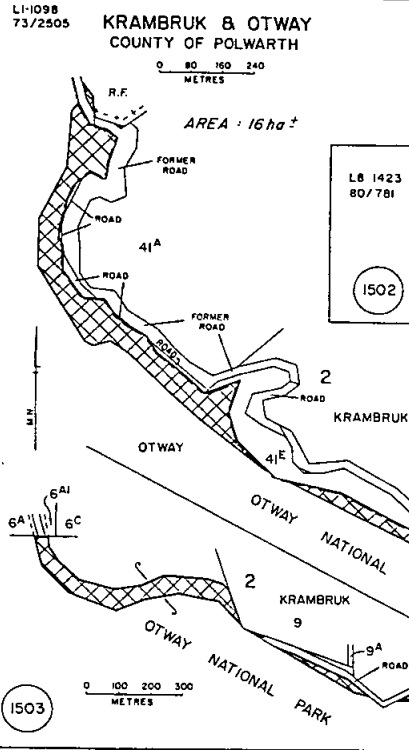 LI-1098
73/2505
KRAMBRUK & OTWAY
COUNTY OF POLWARTH
0 80 160 240
METRES
R.F.
AREA : 16 ha ±
FORMER
ROAD
LB 1423
80/781
ROAD
41A
1502
ROAD
FORMER
ROAD
ROAD
2
ROAD
M.N.
KRAMBRUK
OTWAY
41E
OTWAY NATIONAL
6A1
6A
6C
2
KRAMBRUK
9
9A
ROAD
OTWAY NATIONAL PARK
1503
0 100 200 300
METRES